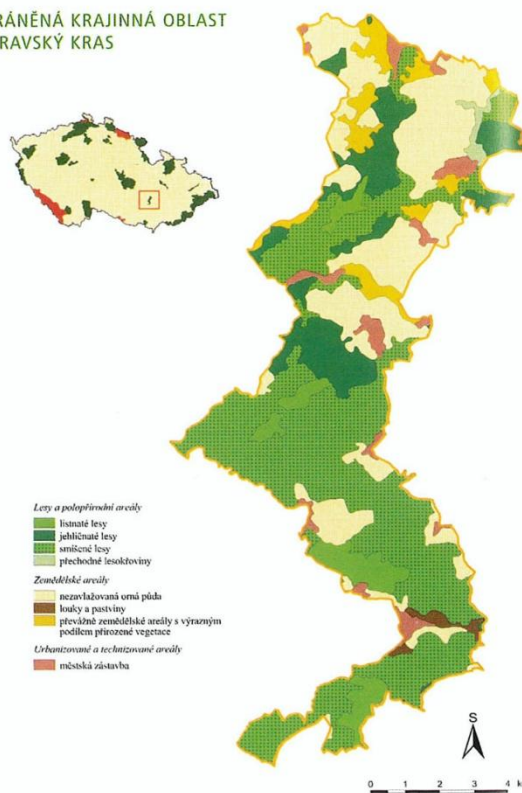 RÁNĚNÁ KRAJINNÁ OBLAST
RAVSKÝ KRAS
Lesy a polopřírodní areály
listnaté lesy
jehličnaté lesy
smíšené lesy
přechodné lesokřoviny
Zemědělské areály
nezavlažovaná orná půda
louky a pastviny
převážně zemědělské areály s výrazným
podílem přirozené vegetace
Urbanizované a technizované areály
městská zástavba
S
0 1 2 3 4 k